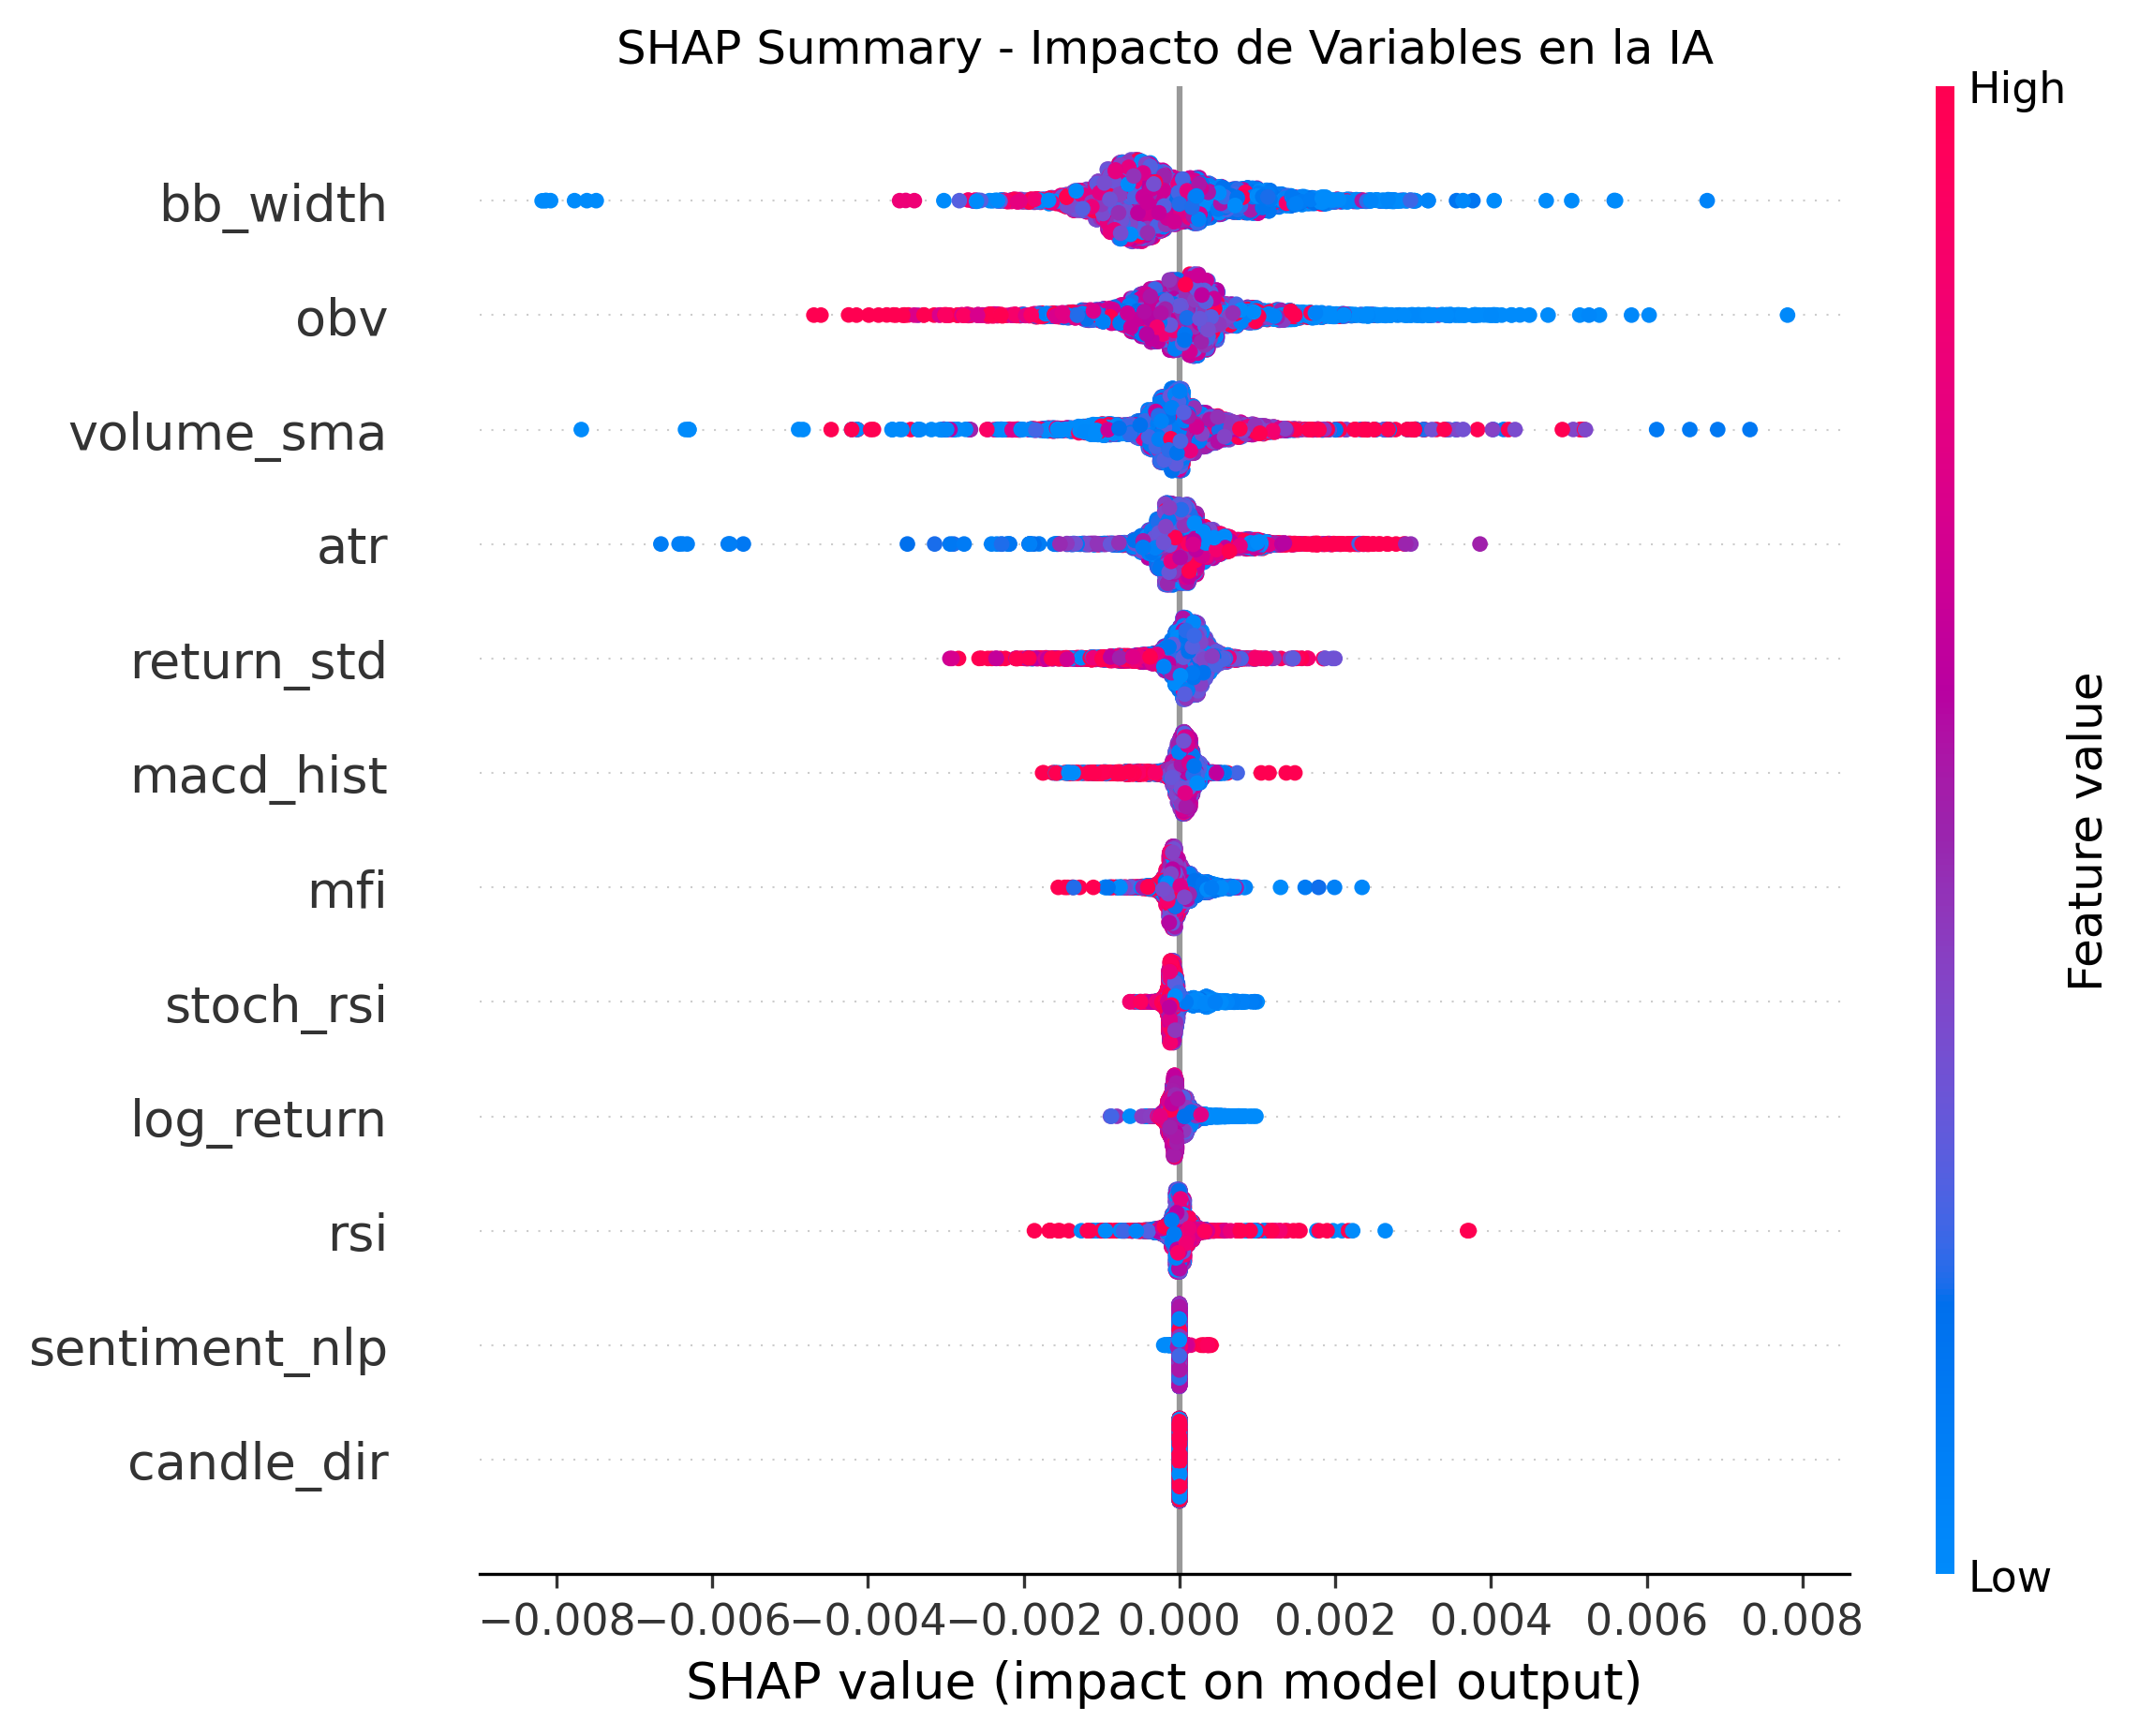 SHAP Summary - Impacto de Variables en la IA
High
bb_width
obv
volume_sma
atr
return_std
macd_hist
mfi
stoch_rsi
log_return
rsi
sentiment_nlp
candle_dir
Feature value
Low
−0.008 −0.006 −0.004 −0.002 0.000 0.002 0.004 0.006 0.008
SHAP value (impact on model output)